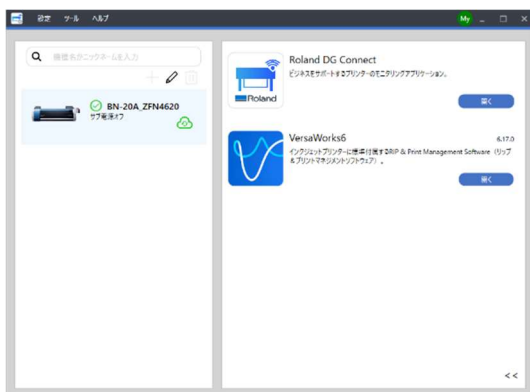 設定 ツール ヘルプ
My
機種名かニックネームを入力
BN-20A_ZFN4620
サブ電源オフ
Roland DG Connect
ビジネスをサポートするプリンターのモニタリングアプリケーション。
Roland
開く
VersaWorks6
6.17.0
インクジェットプリンターに標準付属するRIP & Print Management Software（リップ
&プリントマネジメントソフトウェア）。
開く
<<